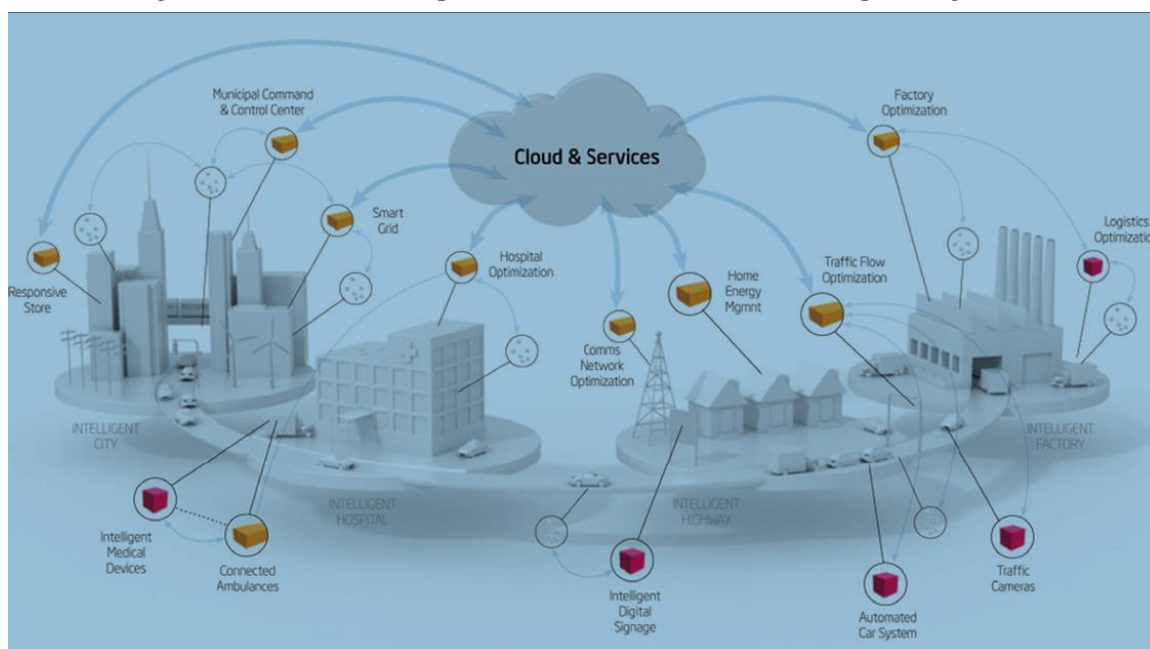 Municipal Command
& Control Center
Factory
Optimization
Cloud & Services
Smart
Grid
Logistics
Optimization
Hospital
Optimization
Home
Energy
Mgmnt
Traffic Flow
Optimization
Responsive
Store
Comms
Network
Optimization
INTELLIGENT
CITY
INTELLIGENT
FACTORY
INTELLIGENT
HOSPITAL
INTELLIGENT
HIGHWAY
Intelligent
Medical
Devices
Connected
Ambulances
Intelligent
Digital
Signage
Automated
Car System
Traffic
Cameras